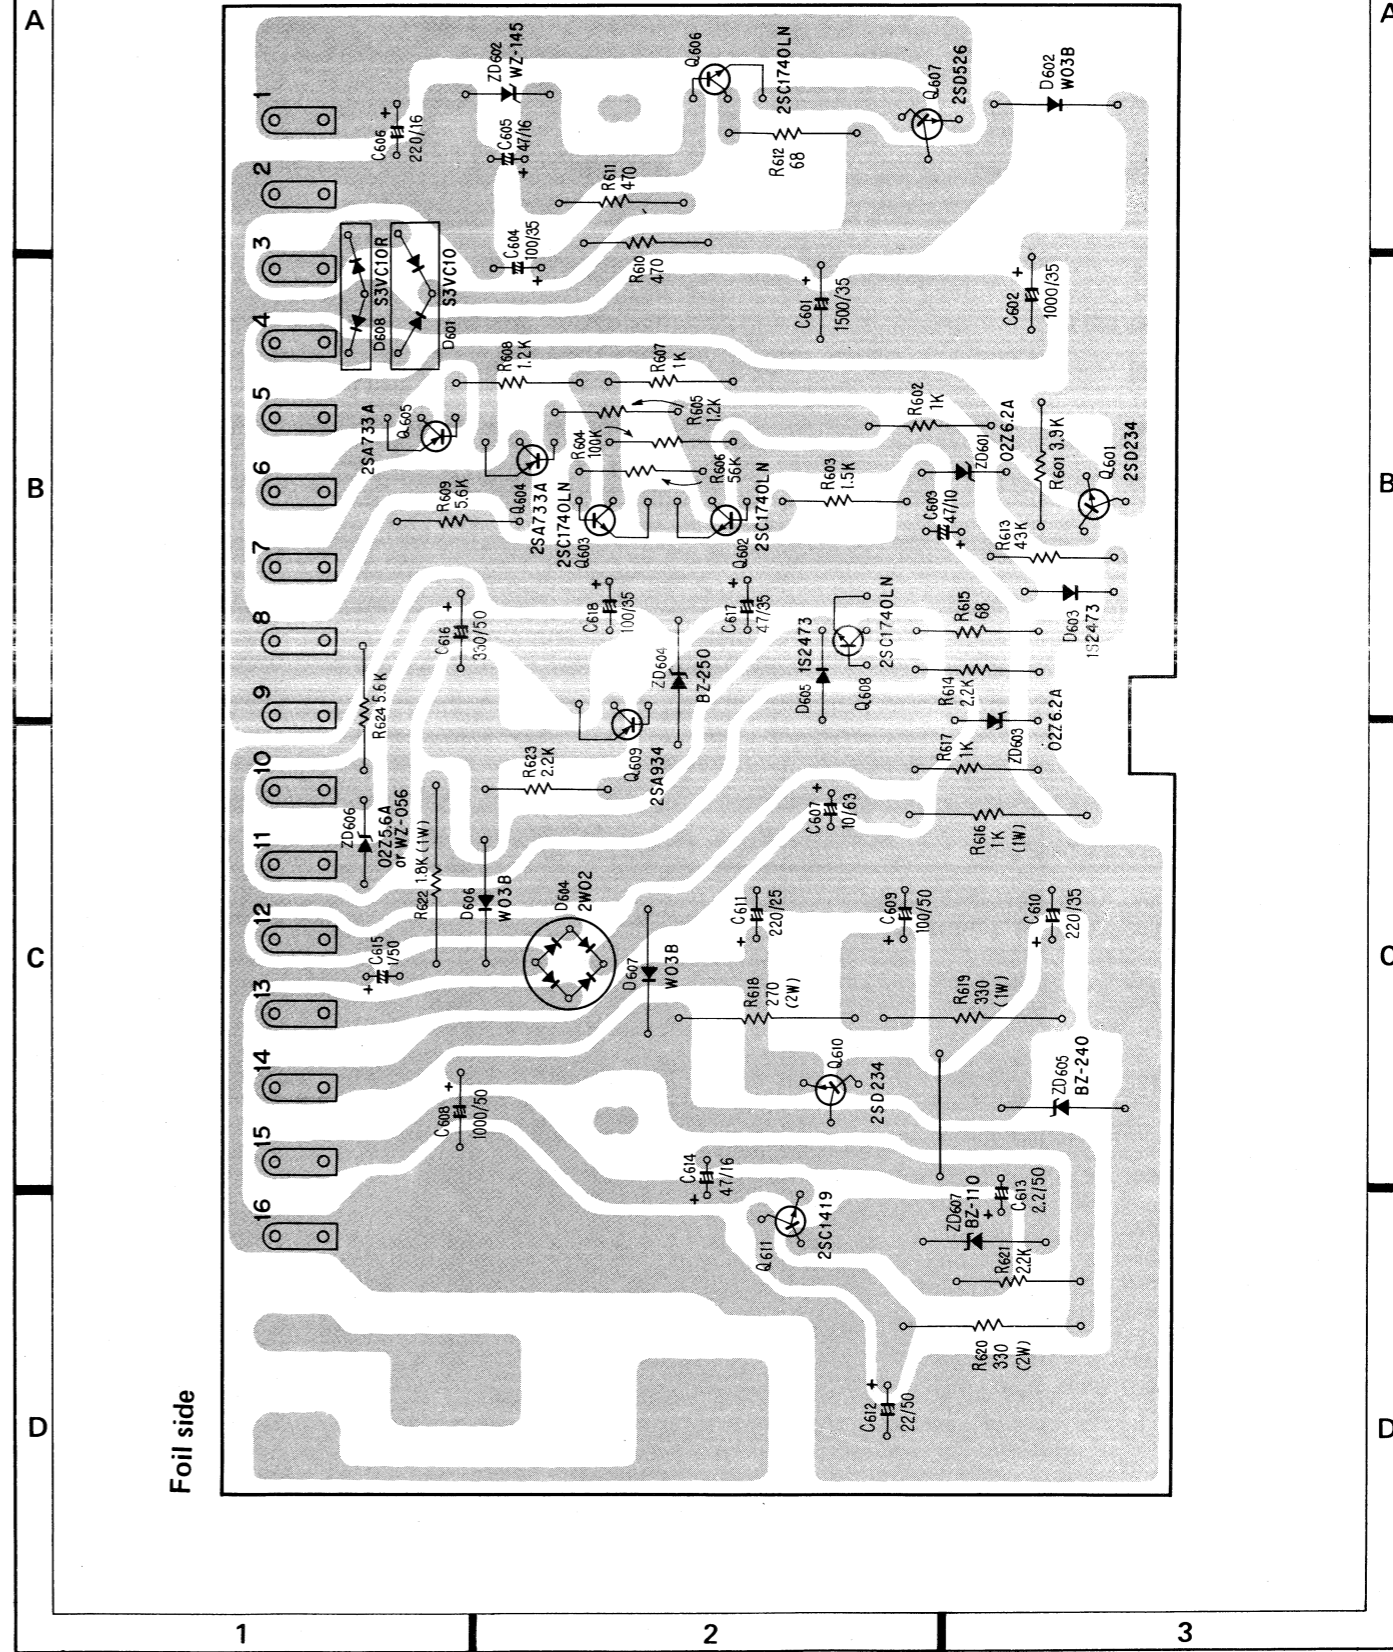 A
A
B
B
C
C
D
D
1
2
3
Foil side
1
2
3
4
5
6
7
8
9
10
11
12
13
14
15
16
C606
220/16
ZD602
WZ-145
C605
47/16
Q606
2SC1740LN
R612
68
Q607
2SD526
D602
W03B
R611
470
C604
100/35
R610
470
D608 S3VC10R
D601 S3VC10
C601
1500/35
C602
1000/35
R608
1.2K
R607
1K
R605
1.2K
R604
100K
R606
56K
Q605
2SA733A
R602
1K
ZD601
02Z6.2A
R601 3.9K
Q601
2SD234
R609
5.6K
Q604
2SA733A
2SC1740LN
Q603
Q602
2SC1740LN
R603
1.5K
C603
47/10
R613
43K
C616
330/50
C618
100/35
C617
47/35
ZD604
BZ-250
D605
1S2473
Q608
2SC1740LN
R615
68
D603
1S2473
R614
2.2K
ZD603
02Z6.2A
R617
1K
R624 5.6K
Q609
2SA934
R623
2.2K
ZD606
02Z5.6A
or WZ-056
R622 1.8K (1W)
D606
W03B
D604
2W02
C607
10/63
R616
1K
(1W)
C615
1/50
D607
W03B
C611
220/25
C609
100/50
C610
220/35
R618
270
(2W)
R619
330
(1W)
Q610
2SD234
ZD605
BZ-240
C608
1000/50
C614
47/16
Q611
2SC1419
ZD607
BZ-110
C613
2.2/50
R621
2.2K
R620
330
(2W)
C612
22/50